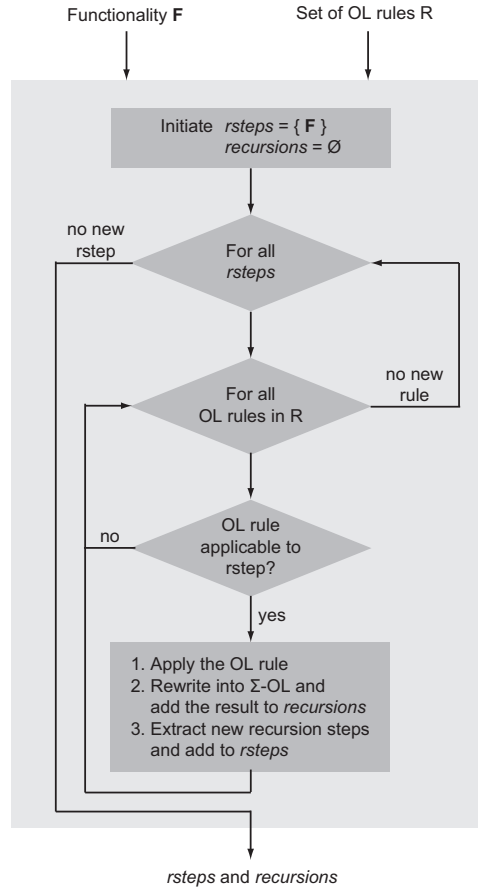 Functionality F
Set of OL rules R
Initiate rsteps = { F }
recursions = Ø
no new
rstep
For all
rsteps
For all
OL rules in R
no new
rule
OL rule
applicable to
rstep?
no
yes
1. Apply the OL rule
2. Rewrite into Σ-OL and
add the result to recursions
3. Extract new recursion steps
and add to rsteps
rsteps and recursions